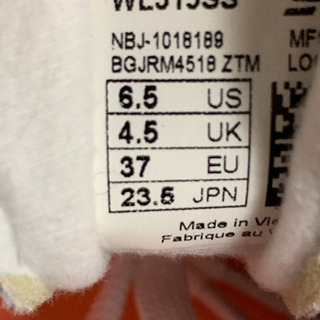 NBJ-1018189
BGJRM4518 ZTM
6.5 US
4.5 UK
37 EU
23.5 JPN
Made in
Fabrique au